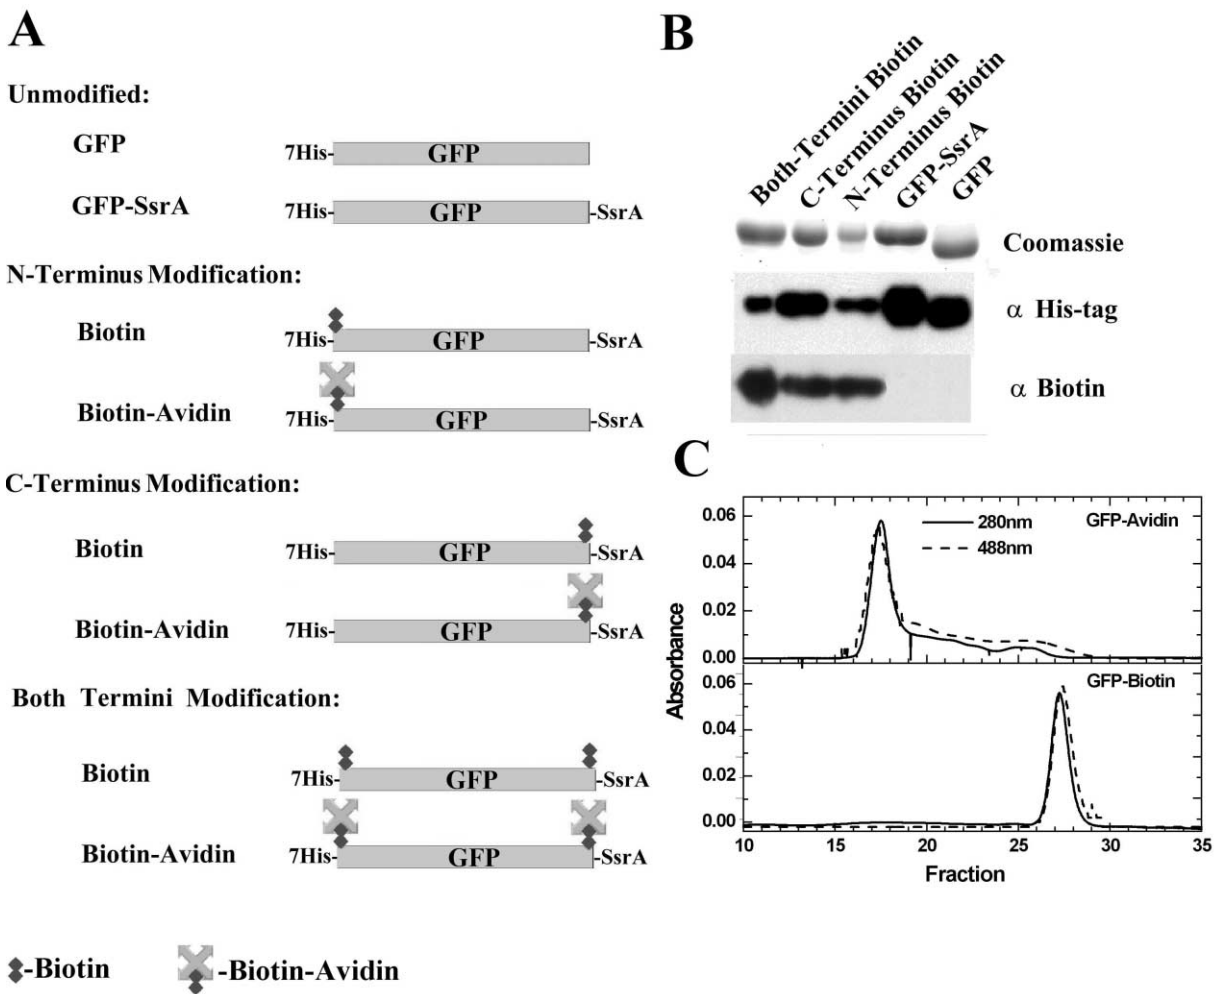 A
Unmodified:
GFP 7His- GFP
GFP-SsrA 7His- GFP -SsrA
N-Terminus Modification:
Biotin 7His- GFP -SsrA
Biotin-Avidin 7His- GFP -SsrA
C-Terminus Modification:
Biotin 7His- GFP -SsrA
Biotin-Avidin 7His- GFP -SsrA
Both Termini Modification:
Biotin 7His- GFP -SsrA
Biotin-Avidin 7His- GFP -SsrA
-Biotin -Biotin-Avidin
B
Both-Termini Biotin
C-Terminus Biotin
N-Terminus Biotin
GFP-SsrA
GFP
Coomassie
α His-tag
α Biotin
C
280nm
488nm
GFP-Avidin
0.06
0.04
0.02
0.00
GFP-Biotin
0.06
0.04
0.02
0.00
Absorbance
10 15 20 25 30 35
Fraction